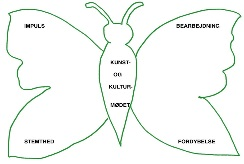 IMPULS
BEARBEJDNING
KUNST-
OG
KULTUR-
MØDET
STEMTHED
FORDYBELSE